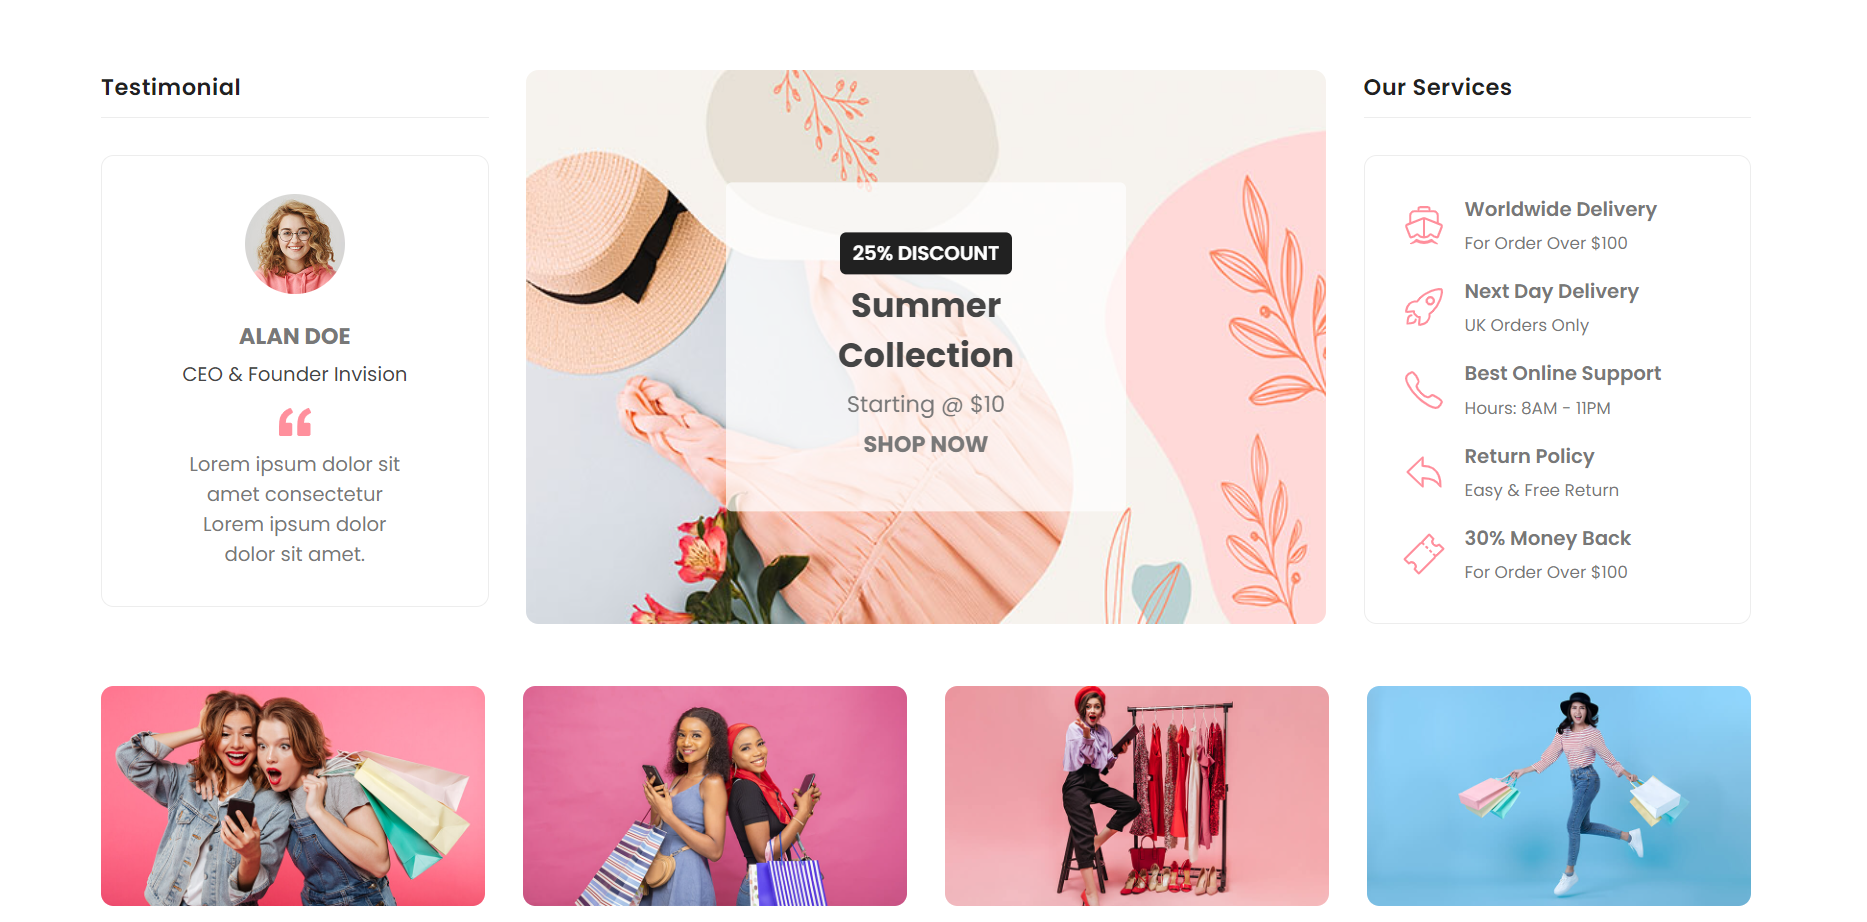 Testimonial
ALAN DOE
CEO & Founder Invision
Lorem ipsum dolor sit
amet consectetur
Lorem ipsum dolor
dolor sit amet.
25% DISCOUNT
Summer
Collection
Starting @ $10
SHOP NOW
Our Services
Worldwide Delivery
For Order Over $100
Next Day Delivery
UK Orders Only
Best Online Support
Hours: 8AM - 11PM
Return Policy
Easy & Free Return
30% Money Back
For Order Over $100